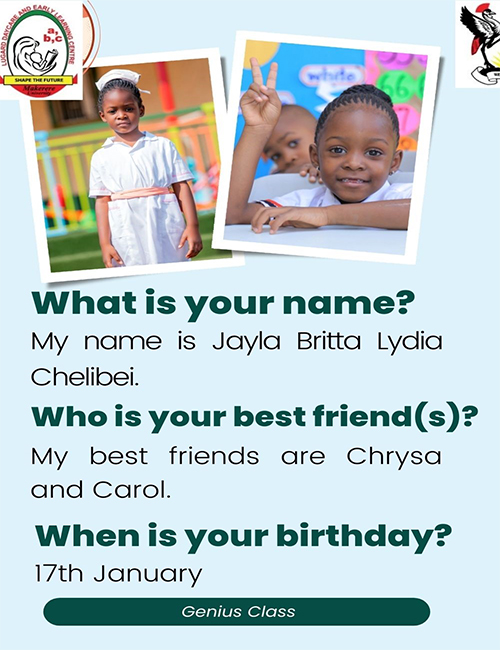 LUGARD DAYCARE AND EARLY LEARNING CENTRE
a,
b,c
SHAPE THE FUTURE
Makerere
white
66
What is your name?
My name is Jayla Britta Lydia
Chelibei.
Who is your best friend(s)?
My best friends are Chrysa
and Carol.
When is your birthday?
17th January
Genius Class